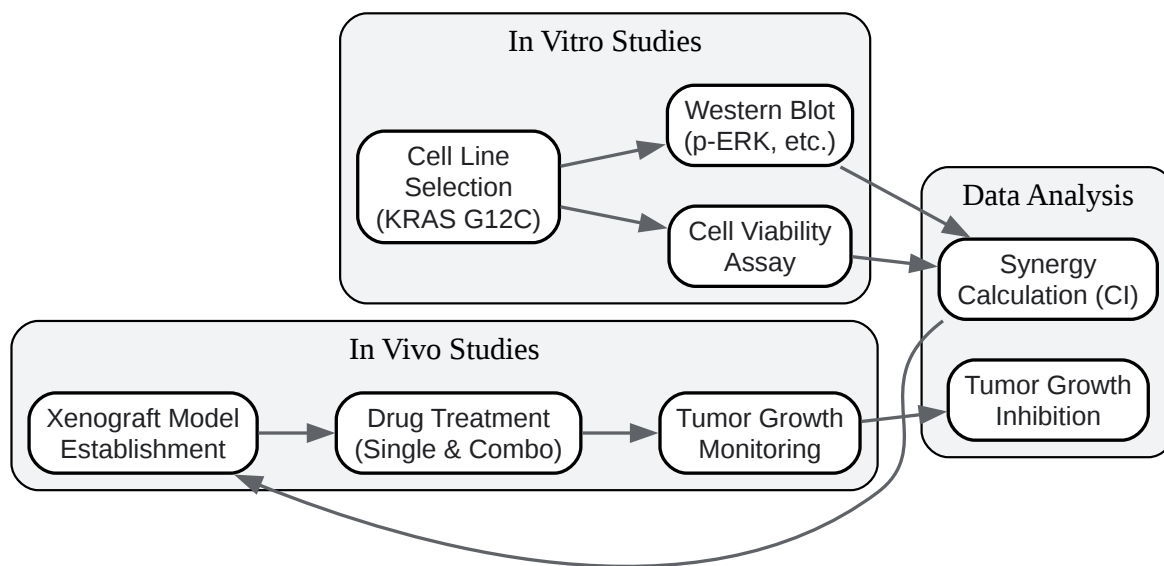 In Vitro Studies
Cell Line
Selection
(KRAS G12C)
Western Blot
(p-ERK, etc.)
Cell Viability
Assay
Data Analysis
Synergy
Calculation (CI)
Tumor Growth
Inhibition
In Vivo Studies
Xenograft Model
Establishment
Drug Treatment
(Single & Combo)
Tumor Growth
Monitoring